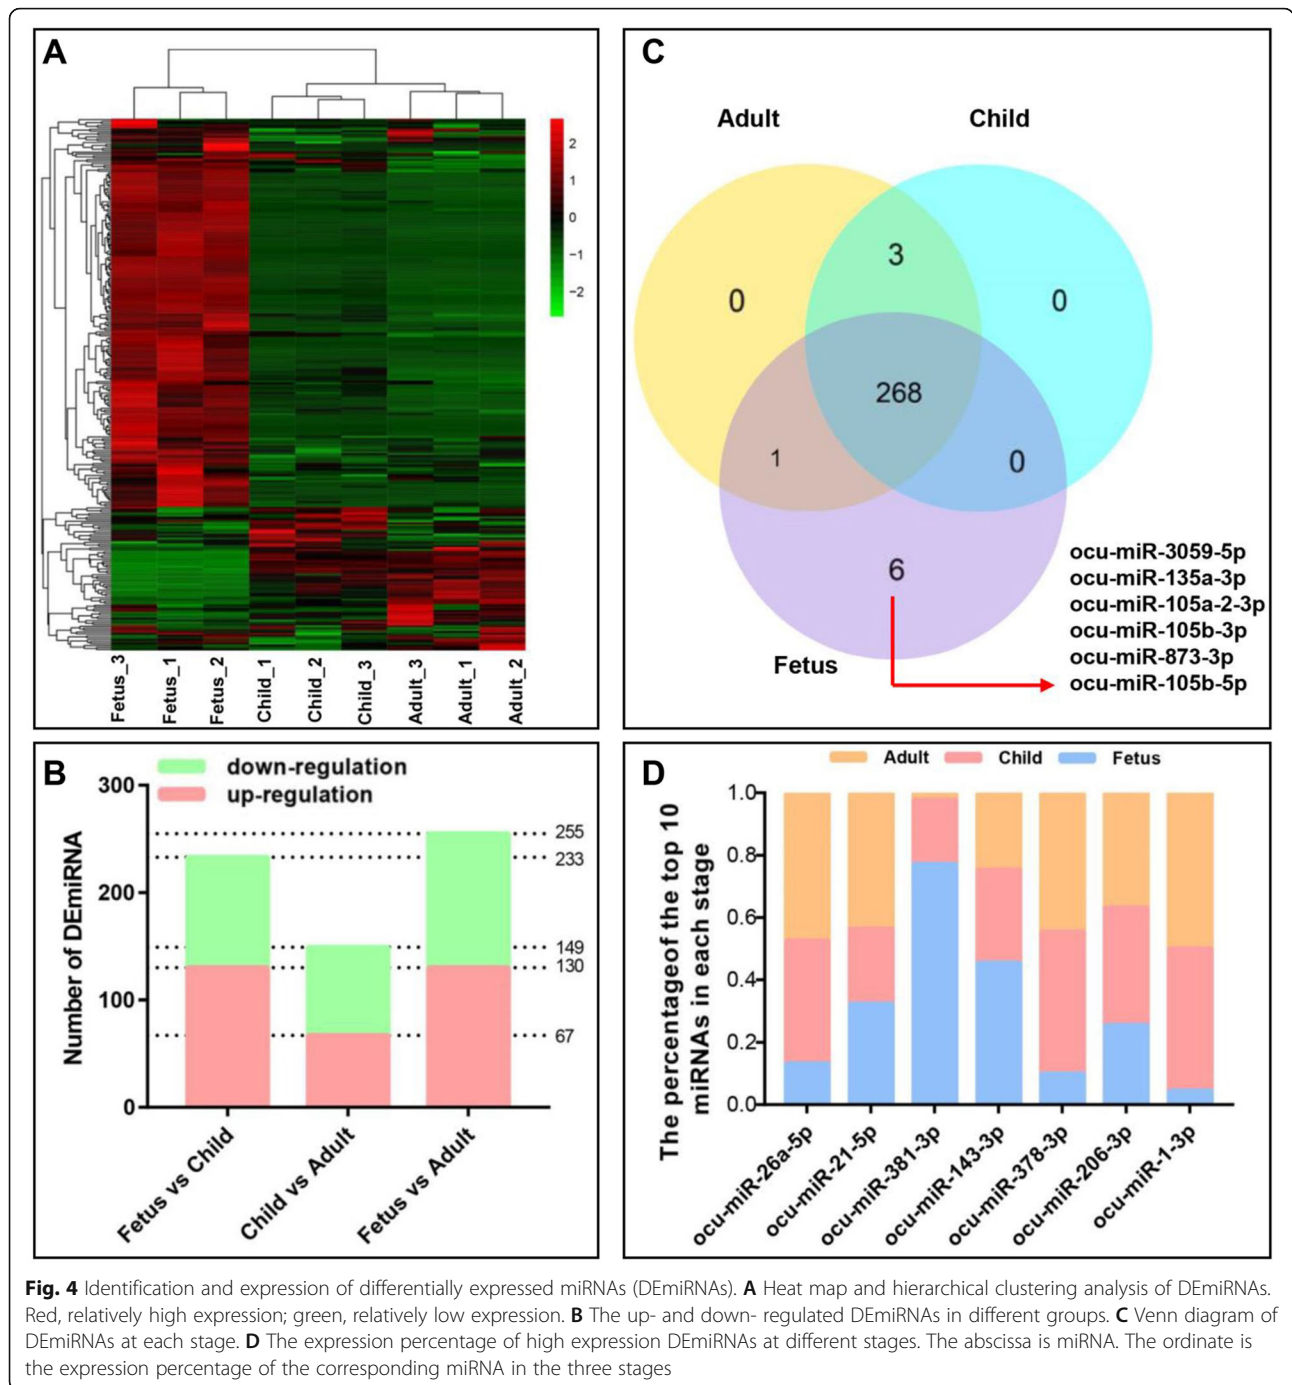 A
2
1
0
−1
−2
Fetus_3
Fetus_1
Fetus_2
Child_1
Child_2
Child_3
Adult_3
Adult_1
Adult_2
C
Adult
Child
3
0
0
268
1
0
6
Fetus
ocu-miR-3059-5p
ocu-miR-135a-3p
ocu-miR-105a-2-3p
ocu-miR-105b-3p
ocu-miR-873-3p
ocu-miR-105b-5p
B
down-regulation
up-regulation
Number of DEmiRNA
300
200
100
0
255
233
149
130
67
Fetus vs Child
Child vs Adult
Fetus vs Adult
D
Adult
Child
Fetus
The percentageof the top 10
miRNAs in each stage
1.0
0.8
0.6
0.4
0.2
0.0
ocu-miR-26a-5p
ocu-miR-21-5p
ocu-miR-381-3p
ocu-miR-143-3p
ocu-miR-378-3p
ocu-miR-206-3p
ocu-miR-1-3p
Fig. 4 Identification and expression of differentially expressed miRNAs (DEmiRNAs). A Heat map and hierarchical clustering analysis of DEmiRNAs.
Red, relatively high expression; green, relatively low expression. B The up- and down- regulated DEmiRNAs in different groups. C Venn diagram of
DEmiRNAs at each stage. D The expression percentage of high expression DEmiRNAs at different stages. The abscissa is miRNA. The ordinate is
the expression percentage of the corresponding miRNA in the three stages